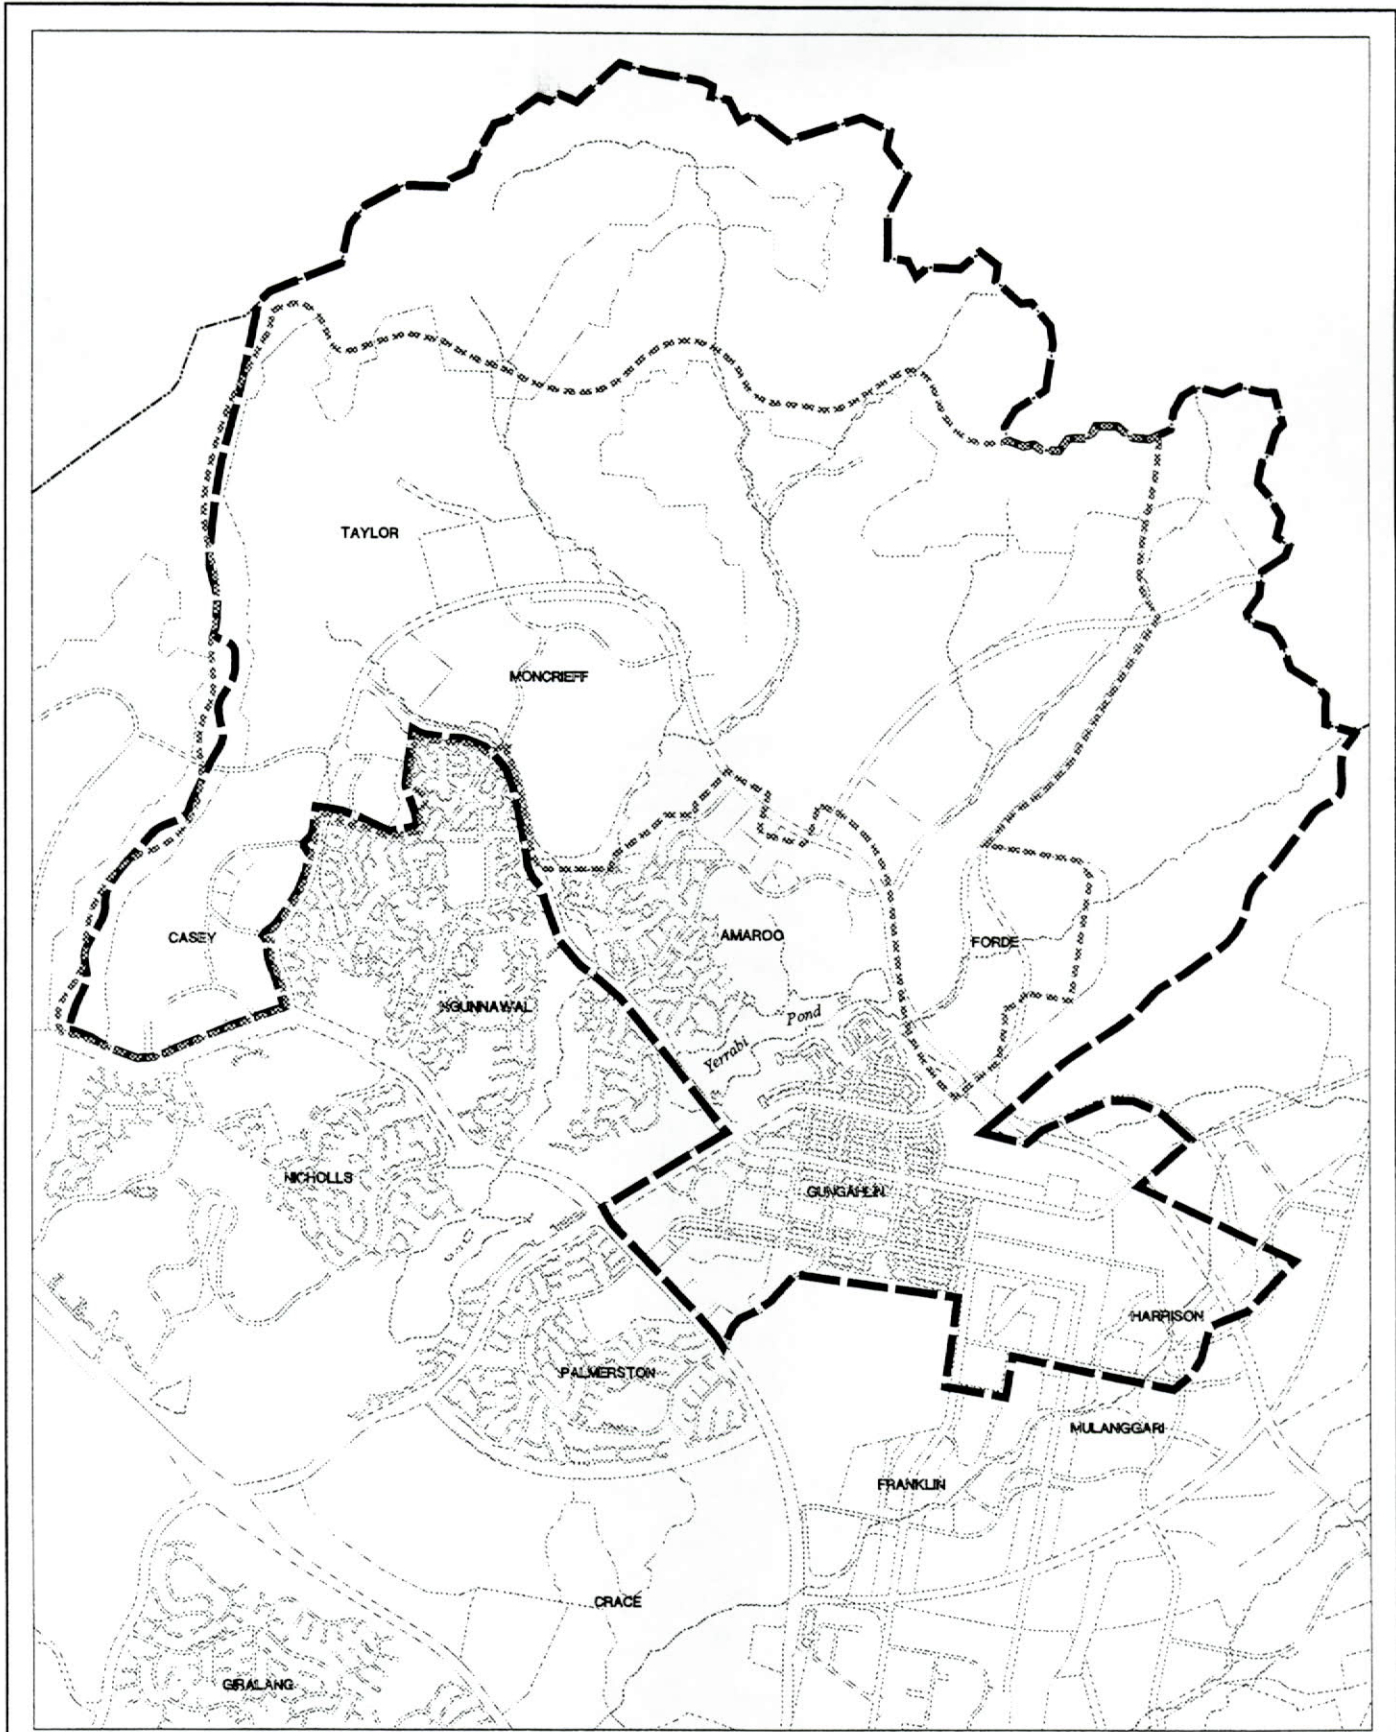 TAYLOR
MONCRIEFF
CASEY
AMAROO
FORDE
NGUNNAWAL
Yerrabi Pond
NICHOLLS
GUNGAHLIN
HARRISON
PALMERSTON
MULANGGARI
FRANKLIN
CRACE
GIRALANG